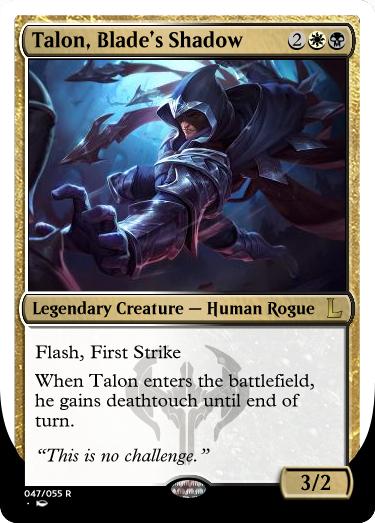 Talon, Blade's Shadow 2
Legendary Creature — Human Rogue L
Flash, First Strike
When Talon enters the battlefield,
he gains deathtouch until end of
turn.
“This is no challenge.”
3/2
047/055 R